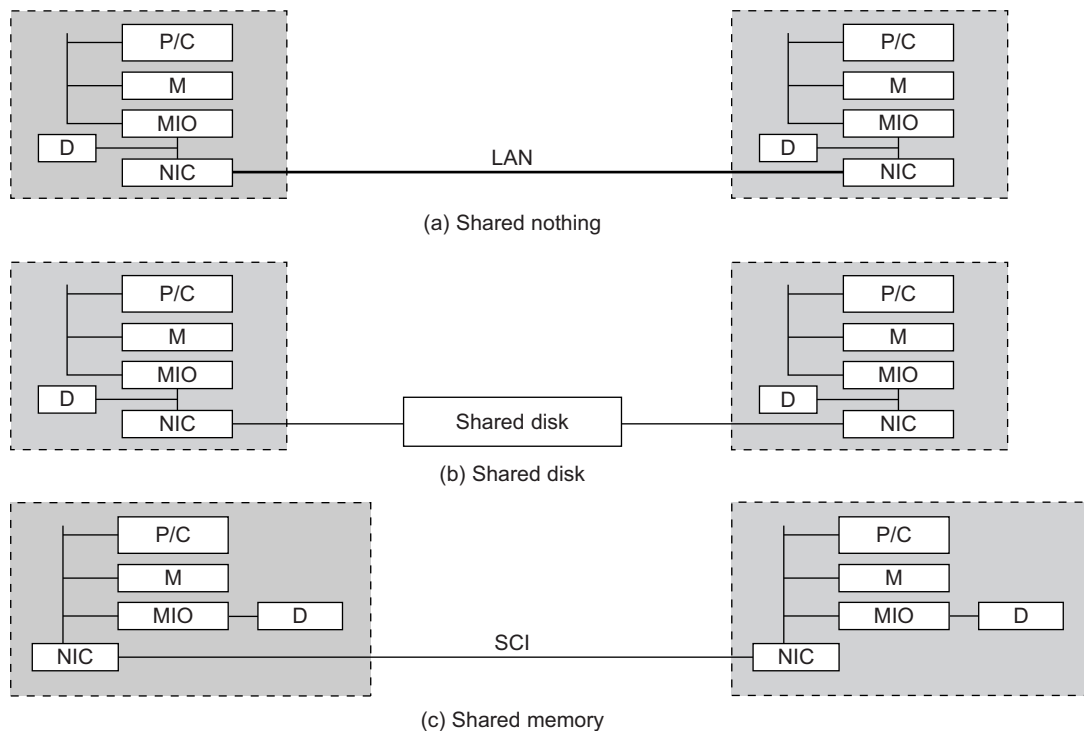 P/C P/C
M M
MIO MIO
D D
LAN
NIC NIC
(a) Shared nothing
P/C P/C
M M
MIO MIO
D D
NIC Shared disk NIC
(b) Shared disk
P/C P/C
M M
MIO D MIO D
SCI
NIC NIC
(c) Shared memory